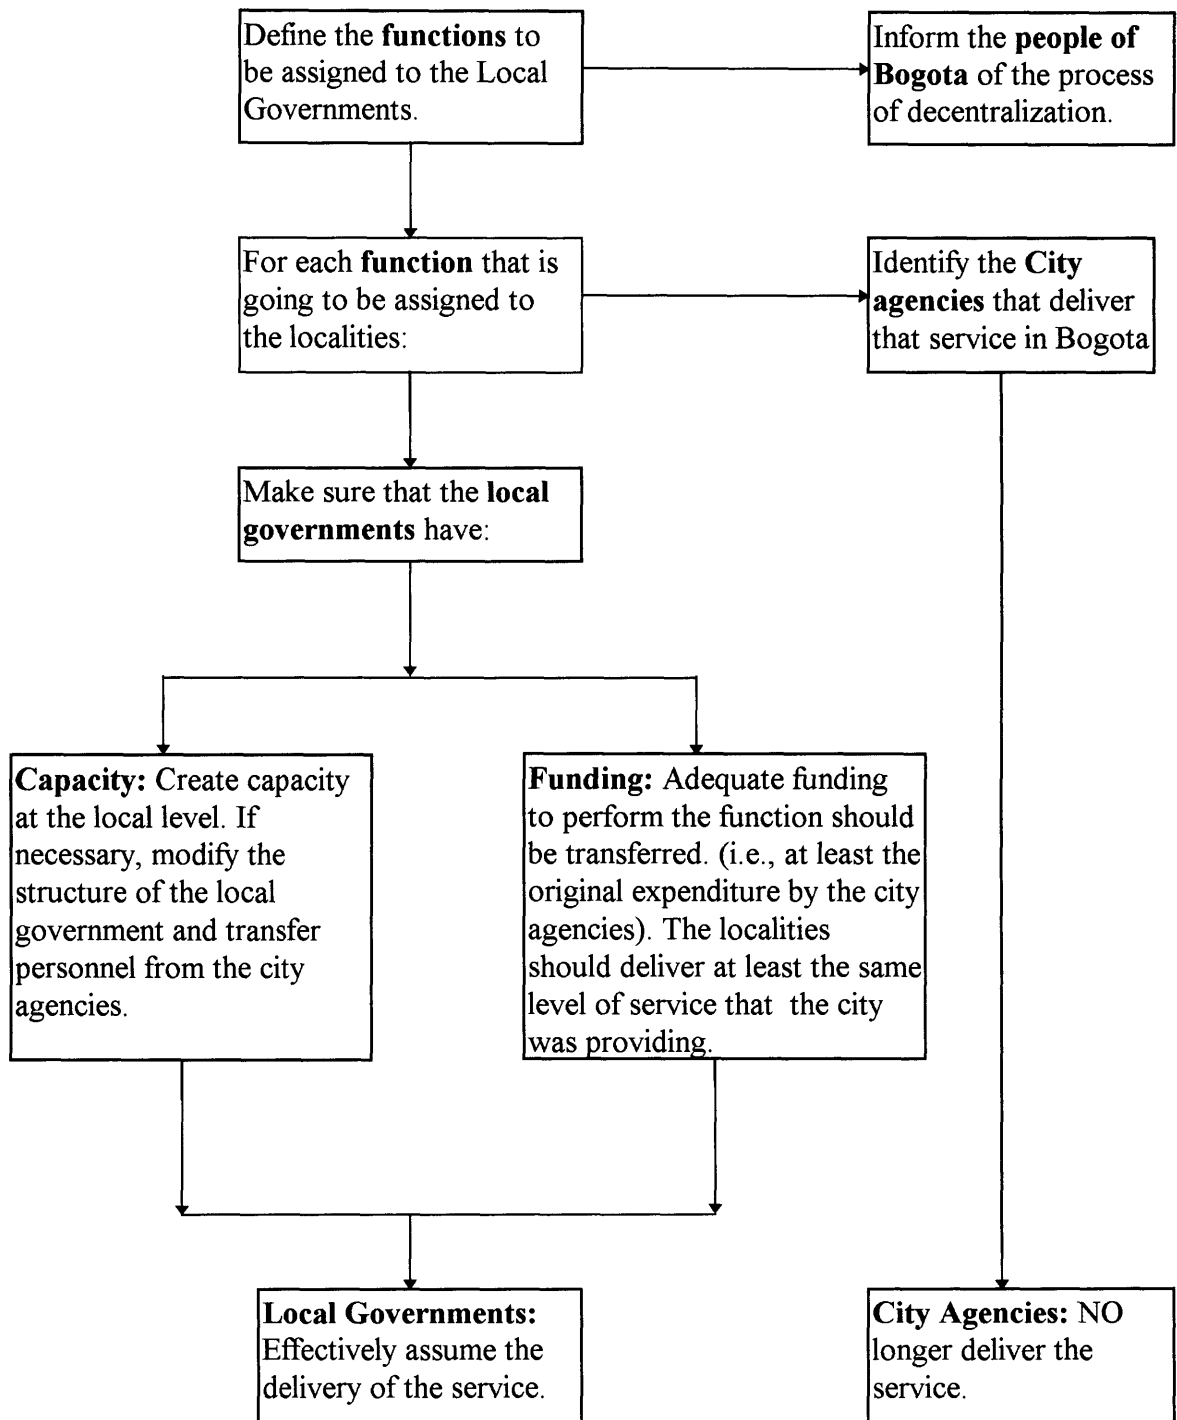 Define the functions to
be assigned to the Local
Governments.
Inform the people of
Bogota of the process
of decentralization.
For each function that is
going to be assigned to
the localities:
Identify the City
agencies that deliver
that service in Bogota
Make sure that the local
governments have:
Capacity: Create capacity
at the local level. If
necessary, modify the
structure of the local
government and transfer
personnel from the city
agencies.
Funding: Adequate funding
to perform the function should
be transferred. (i.e., at least the
original expenditure by the city
agencies). The localities
should deliver at least the same
level of service that the city
was providing.
Local Governments:
Effectively assume the
delivery of the service.
City Agencies: NO
longer deliver the
service.